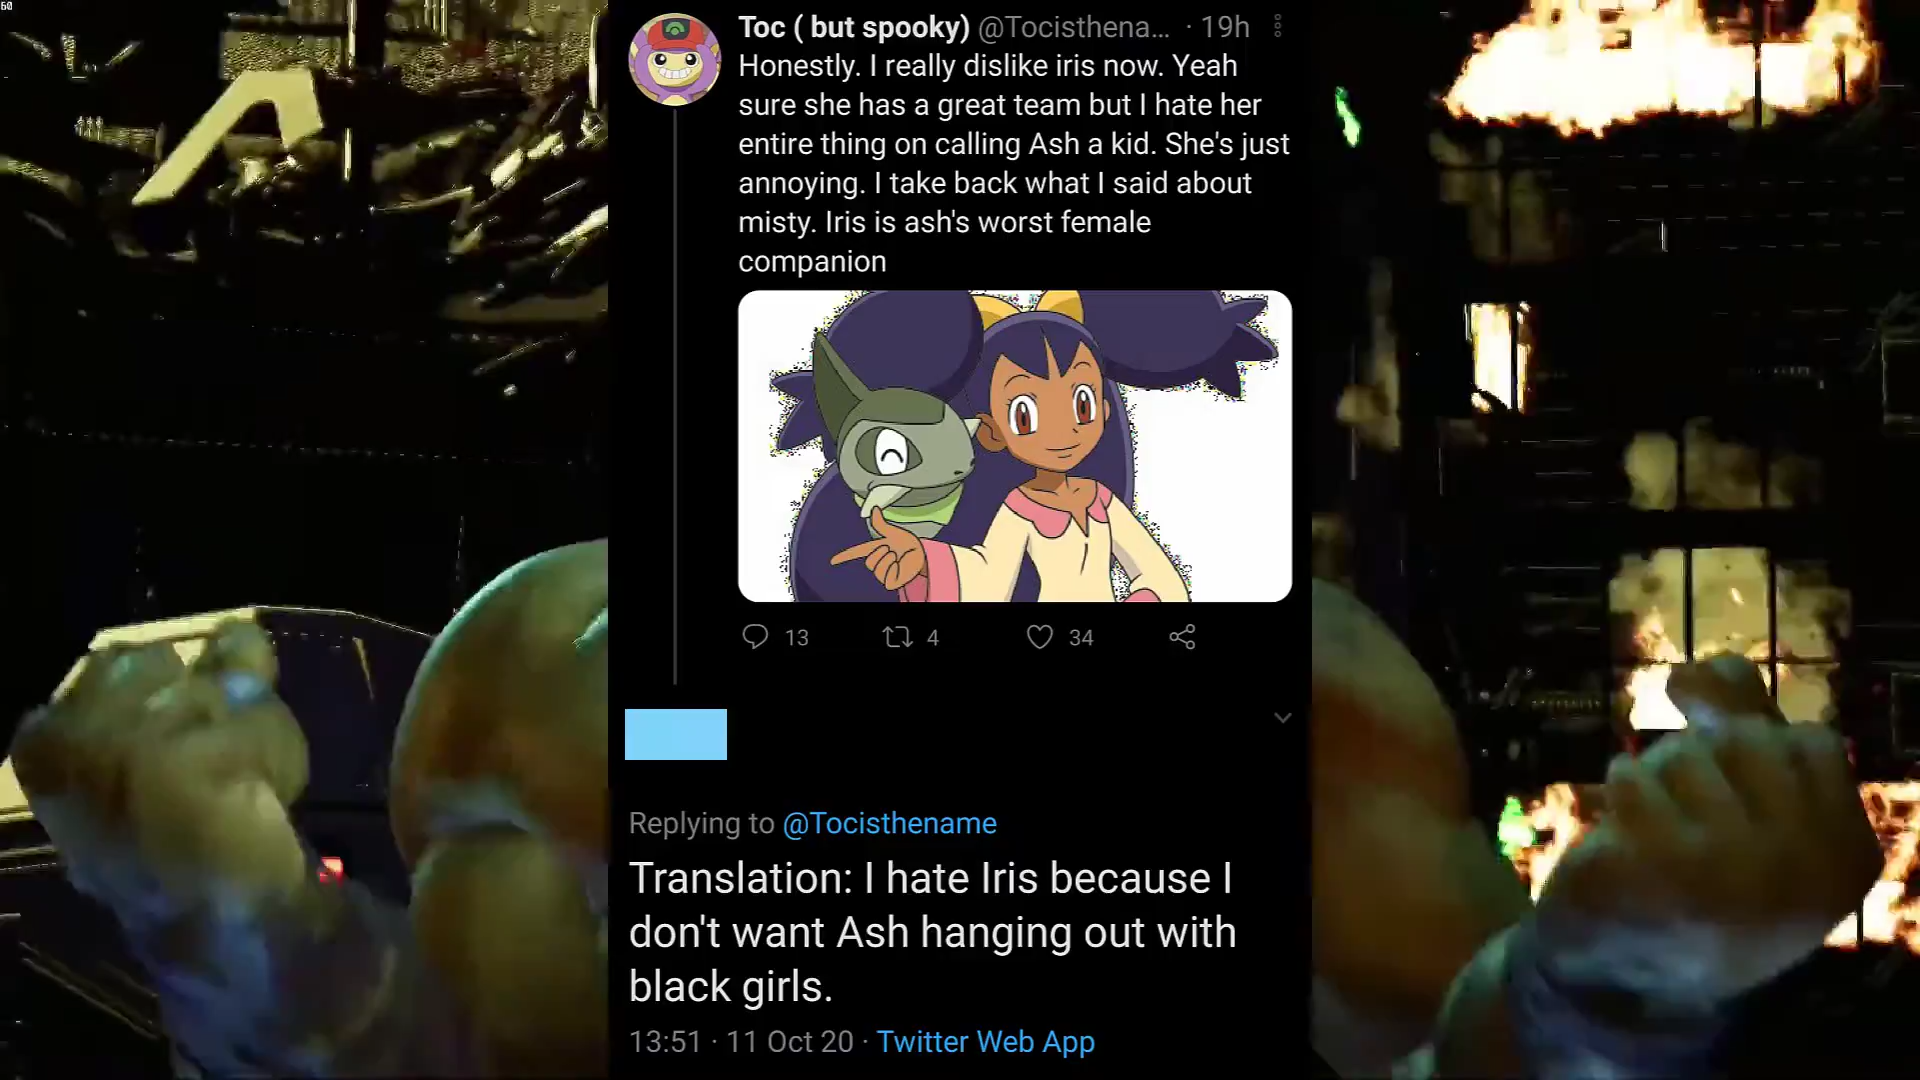 60
Toc ( but spooky) @Tocisthena... · 19h
Honestly. I really dislike iris now. Yeah
sure she has a great team but I hate her
entire thing on calling Ash a kid. She's just
annoying. I take back what I said about
misty. Iris is ash's worst female
companion
13 4 34
Replying to @Tocisthename
Translation: I hate Iris because I
don't want Ash hanging out with
black girls.
13:51 · 11 Oct 20 · Twitter Web App